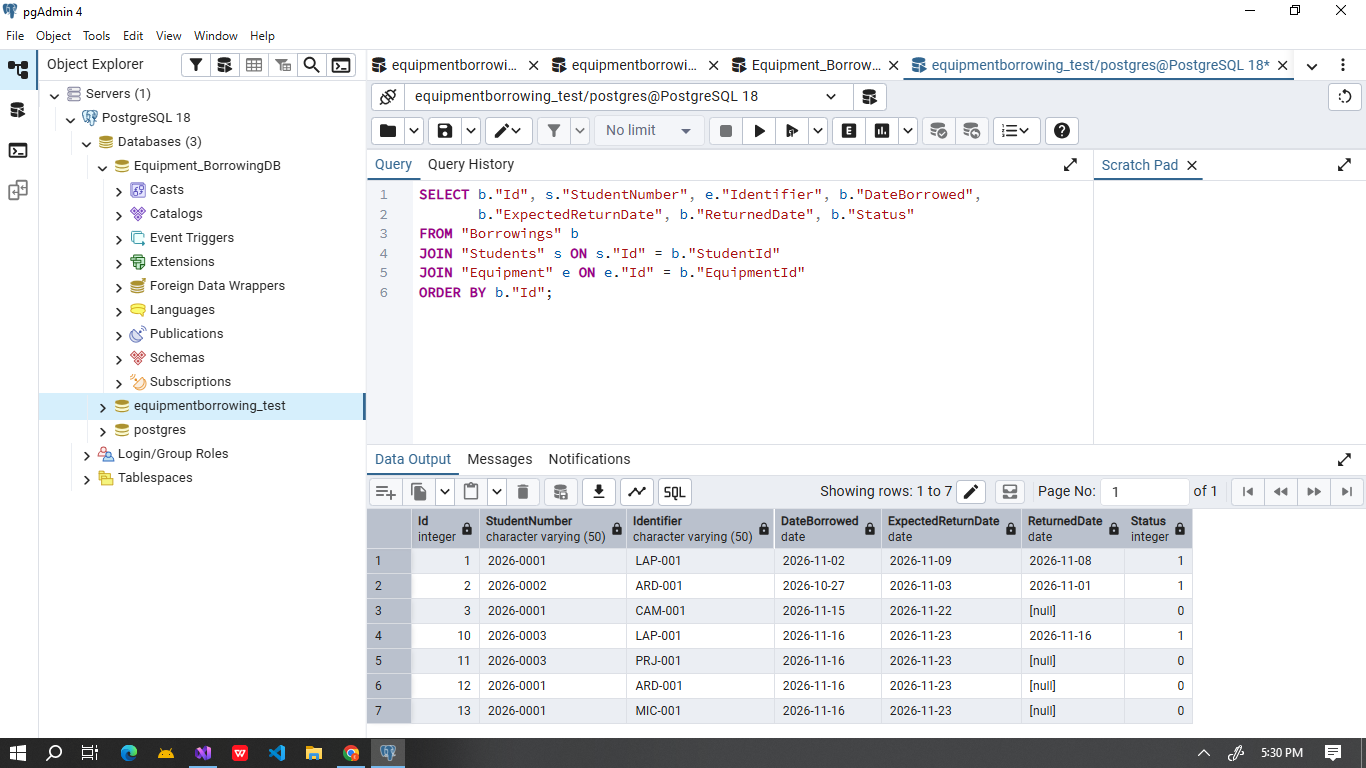 pgAdmin 4
File Object Tools Edit View Window Help
Object Explorer
equipmentborrowi...
equipmentborrowi...
Equipment_Borrow...
equipmentborrowing_test/postgres@PostgreSQL 18*
Servers (1)
PostgreSQL 18
Databases (3)
Equipment_BorrowingDB
Casts
Catalogs
Event Triggers
Extensions
Foreign Data Wrappers
Languages
Publications
Schemas
Subscriptions
equipmentborrowing_test
postgres
Login/Group Roles
Tablespaces
equipmentborrowing_test/postgres@PostgreSQL 18
No limit
E
Query Query History
Scratch Pad
1 SELECT b."Id", s."StudentNumber", e."Identifier", b."DateBorrowed",
2 b."ExpectedReturnDate", b."ReturnedDate", b."Status"
3 FROM "Borrowings" b
4 JOIN "Students" s ON s."Id" = b."StudentId"
5 JOIN "Equipment" e ON e."Id" = b."EquipmentId"
6 ORDER BY b."Id";
Data Output Messages Notifications
SQL
Showing rows: 1 to 7
Page No: 1 of 1
Id StudentNumber Identifier DateBorrowed ExpectedReturnDate ReturnedDate Status
integer character varying (50) character varying (50) date date date integer
1 1 2026-0001 LAP-001 2026-11-02 2026-11-09 2026-11-08 1
2 2 2026-0002 ARD-001 2026-10-27 2026-11-03 2026-11-01 1
3 3 2026-0001 CAM-001 2026-11-15 2026-11-22 [null] 0
4 10 2026-0003 LAP-001 2026-11-16 2026-11-23 2026-11-16 1
5 11 2026-0003 PRJ-001 2026-11-16 2026-11-23 [null] 0
6 12 2026-0001 ARD-001 2026-11-16 2026-11-23 [null] 0
7 13 2026-0001 MIC-001 2026-11-16 2026-11-23 [null] 0
5:30 PM